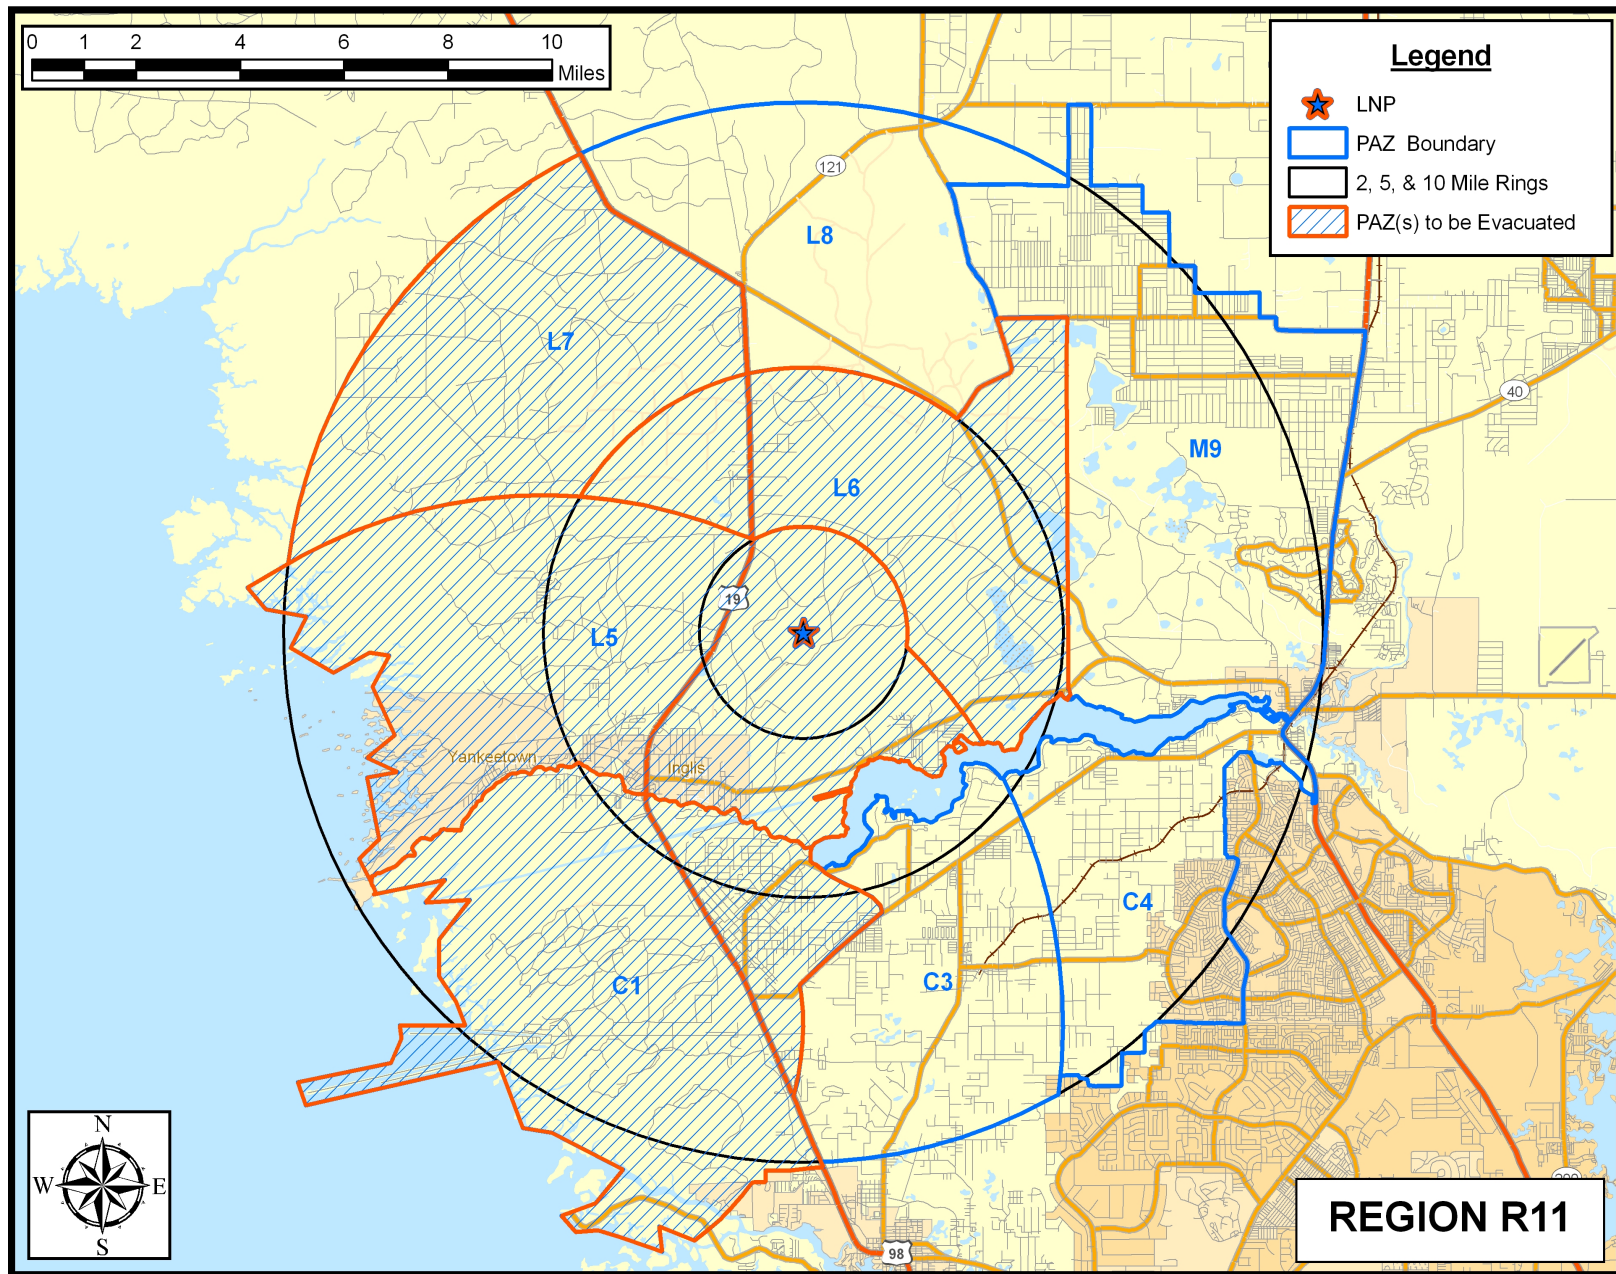 0 1 2 4 6 8 10
Miles
Legend
LNP
PAZ Boundary
2, 5, & 10 Mile Rings
PAZ(s) to be Evacuated
121
L8
L7
40
M9
L6
19
L5
Yankeetown
Inglis
C4
C3
C1
N
W E
S
98
REGION R11